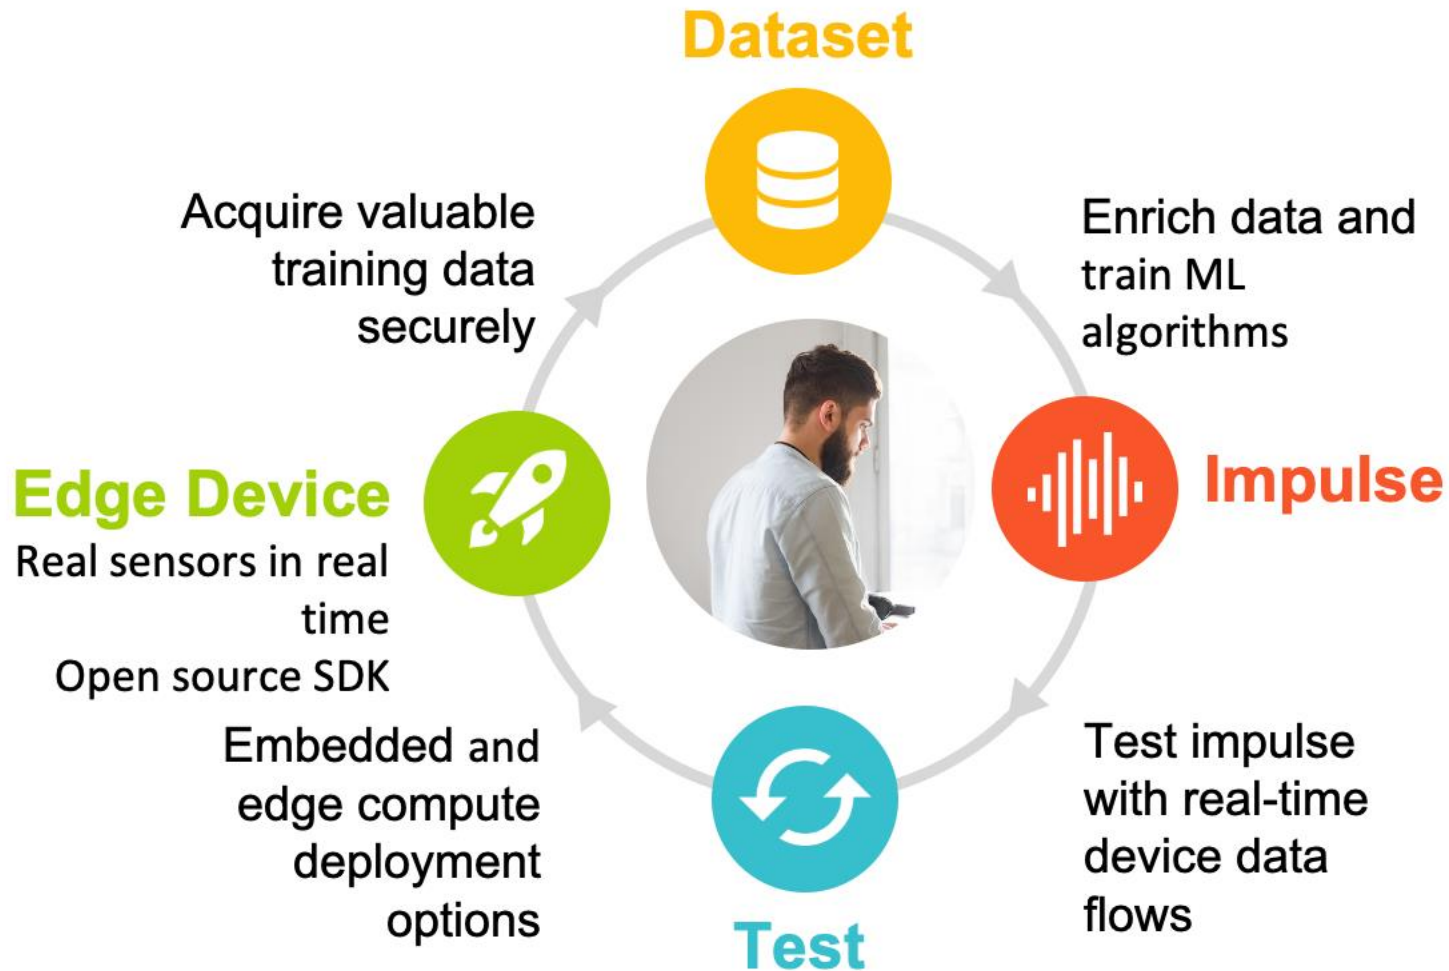 Dataset
Acquire valuable
training data
securely
Enrich data and
train ML
algorithms
Edge Device
Real sensors in real
time
Open source SDK
Impulse
Embedded and
edge compute
deployment
options
Test impulse
with real-time
device data
flows
Test